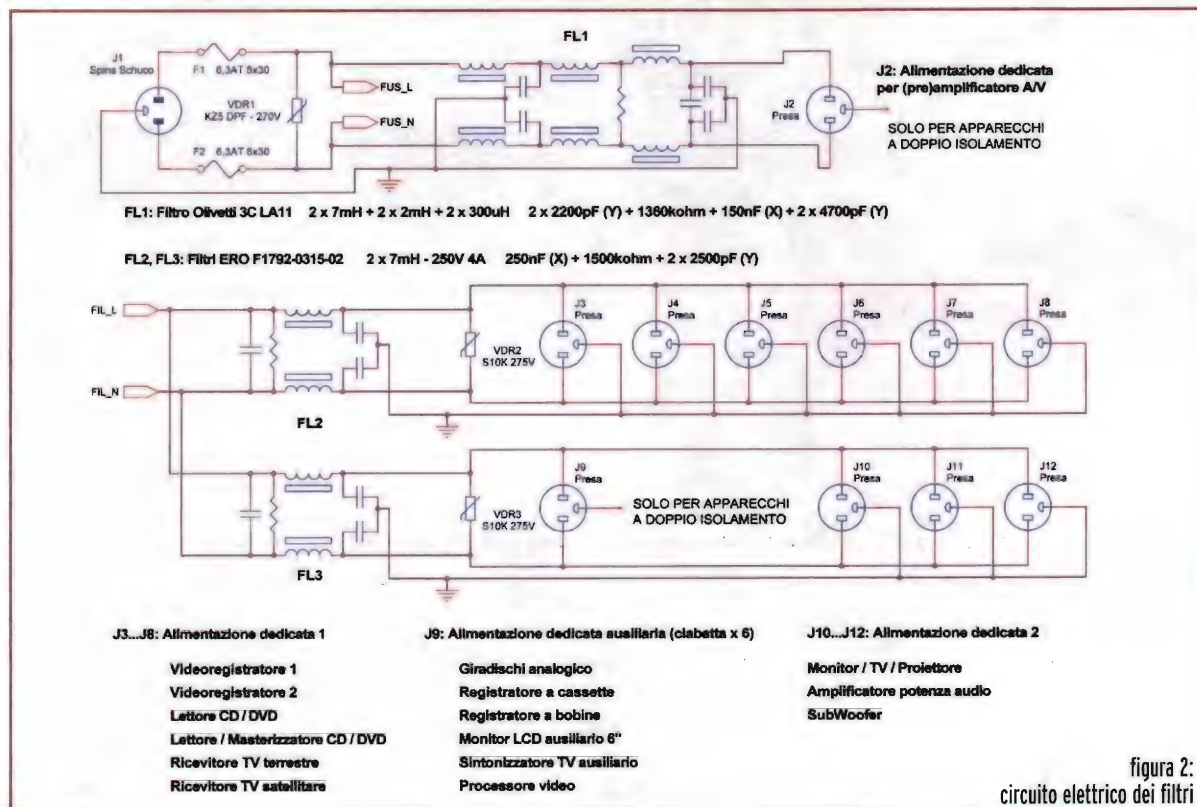 FL1
J1
Spina Schuco
F1 6,3AT 6x30
FUS_L
VDR1
K25 DPF - 270V
FUS_N
F2 6,3AT 6x30
J2
Presa
J2: Alimentazione dedicata
per (pre)amplificatore A/V
SOLO PER APPARECCHI
A DOPPIO ISOLAMENTO
FL1: Filtro Olivetti 3C LA11 2 x 7mH + 2 x 2mH + 2 x 300uH 2 x 2200pF (Y) + 1360kohm + 150nF (X) + 2 x 4700pF (Y)
FL2, FL3: Filtri ERO F1792-0315-02 2 x 7mH - 250V 4A 250nF (X) + 1500kohm + 2 x 2500pF (Y)
FIL_L
FIL_N
FL2
VDR2
S10K 275V
J3
Presa
J4
Presa
J5
Presa
J6
Presa
J7
Presa
J8
Presa
FL3
VDR3
S10K 275V
J9
Presa
SOLO PER APPARECCHI
A DOPPIO ISOLAMENTO
J10
Presa
J11
Presa
J12
Presa
J3...J8: Alimentazione dedicata 1
Videoregistratore 1
Videoregistratore 2
Lettore CD / DVD
Lettore / Masterizzatore CD / DVD
Ricevitore TV terrestre
Ricevitore TV satellitare
J9: Alimentazione dedicata ausiliaria (ciabatta x 6)
Giradischi analogico
Registratore a cassette
Registratore a bobine
Monitor LCD ausiliario 6"
Sintonizzatore TV ausiliario
Processore video
J10...J12: Alimentazione dedicata 2
Monitor / TV / Proiettore
Amplificatore potenza audio
SubWoofer
figura 2:
circuito elettrico dei filtri